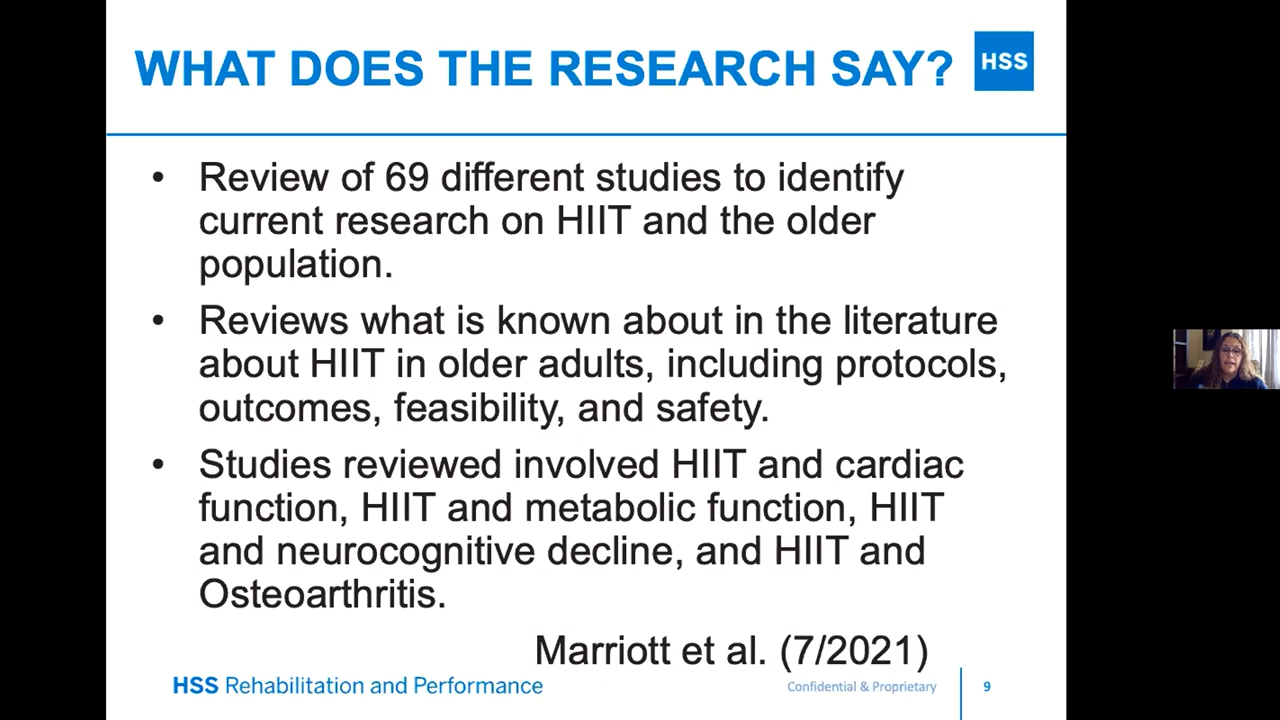 WHAT DOES THE RESEARCH SAY?
HSS
• Review of 69 different studies to identify
current research on HIIT and the older
population.
• Reviews what is known about in the literature
about HIIT in older adults, including protocols,
outcomes, feasibility, and safety.
• Studies reviewed involved HIIT and cardiac
function, HIIT and metabolic function, HIIT
and neurocognitive decline, and HIIT and
Osteoarthritis.
Marriott et al. (7/2021)
HSS Rehabilitation and Performance
Confidential & Proprietary
9